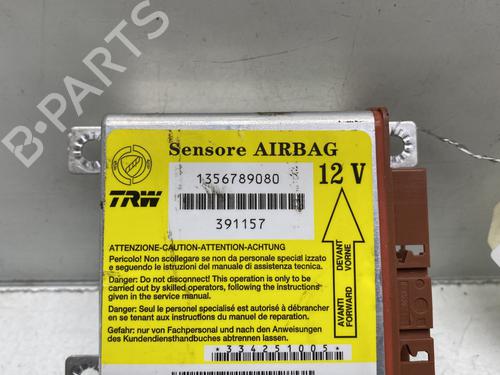 B-PARTS
Sensore AIRBAG
1356789080
12 V
TRW
391157
ATTENZIONE-CAUTION-ATTENTION-ACHTUNG
Pericolo! Non scollegare se non da personale special izzato
e seguendo le istruzioni del manuale di assistenza tecnica.
Danger: Do not disconnect! This operation is only to be
carried out by skilled operators, following the instructions
given in the service manual.
Danger: Seul le personel specialisé est autorisé à débrancher
en se tenant aux instructions du manuel de reparation.
Gefahr: nur von Fachpersonal und nach den Anweisungen
des Kundendiensthandbuches abtrennen lassen.
AVANTI DEVANT
FORWARD VORNE
*334251005*